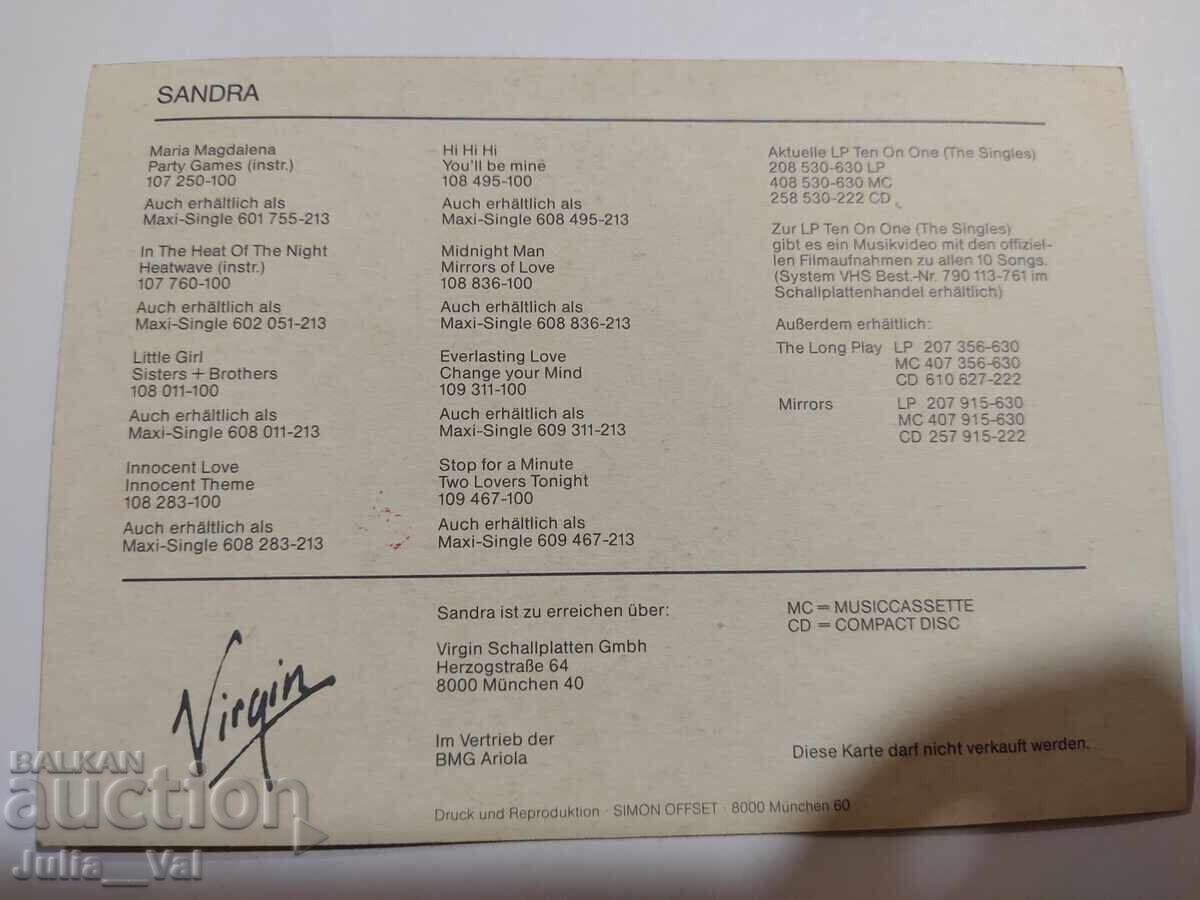 SANDRA
Maria Magdalena
Party Games (instr.)
107 250-100
Auch erhältlich als
Maxi-Single 601 755-213
In The Heat Of The Night
Heatwave (instr.)
107 760-100
Auch erhältlich als
Maxi-Single 602 051-213
Little Girl
Sisters + Brothers
108 011-100
Auch erhältlich als
Maxi-Single 608 011-213
Innocent Love
Innocent Theme
108 283-100
Auch erhältlich als
Maxi-Single 608 283-213
Hi Hi Hi
You'll be mine
108 495-100
Auch erhältlich als
Maxi-Single 608 495-213
Midnight Man
Mirrors of Love
108 836-100
Auch erhältlich als
Maxi-Single 608 836-213
Everlasting Love
Change your Mind
109 311-100
Auch erhältlich als
Maxi-Single 609 311-213
Stop for a Minute
Two Lovers Tonight
109 467-100
Auch erhältlich als
Maxi-Single 609 467-213
Aktuelle LP Ten On One (The Singles)
208 530-630 LP
408 530-630 MC
258 530-222 CD
Zur LP Ten On One (The Singles)
gibt es ein Musikvideo mit den offiziel-
len Filmaufnahmen zu allen 10 Songs.
(System VHS Best.-Nr. 790 113-761 im
Schallplattenhandel erhältlich)
Außerdem erhältlich:
The Long Play LP 207 356-630
MC 407 356-630
CD 610 627-222
Mirrors LP 207 915-630
MC 407 915-630
CD 257 915-222
Virgin
Sandra ist zu erreichen über:
Virgin Schallplatten Gmbh
Herzogstraße 64
8000 München 40
Im Vertrieb der
BMG Ariola
MC = MUSICCASSETTE
CD = COMPACT DISC
Diese Karte darf nicht verkauft werden.
Druck und Reproduktion · SIMON OFFSET · 8000 München 60
BALKAN
auction
Julia__Val